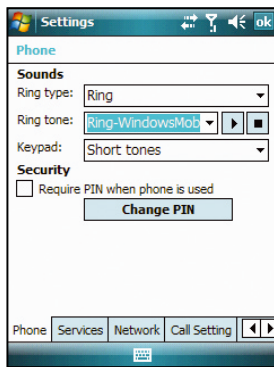 Settings ok
Phone
Sounds
Ring type: Ring
Ring tone: Ring-WindowsMob
Keypad: Short tones
Security
Require PIN when phone is used
Change PIN
Phone Services Network Call Setting